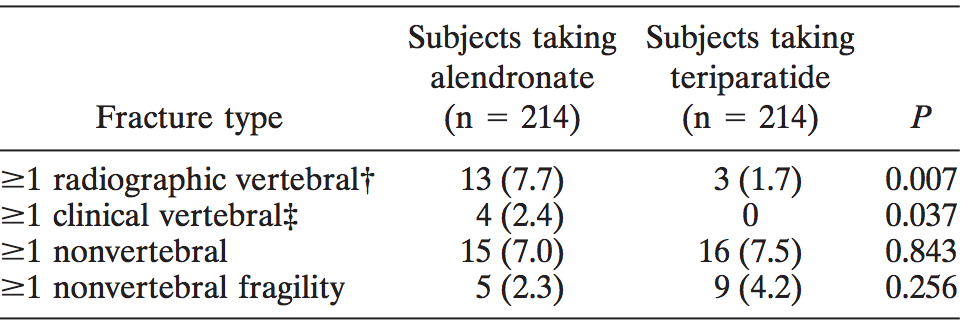 Subjects taking Subjects taking
alendronate teriparatide
Fracture type (n = 214) (n = 214) P
≥1 radiographic vertebral† 13 (7.7) 3 (1.7) 0.007
≥1 clinical vertebral‡ 4 (2.4) 0 0.037
≥1 nonvertebral 15 (7.0) 16 (7.5) 0.843
≥1 nonvertebral fragility 5 (2.3) 9 (4.2) 0.256